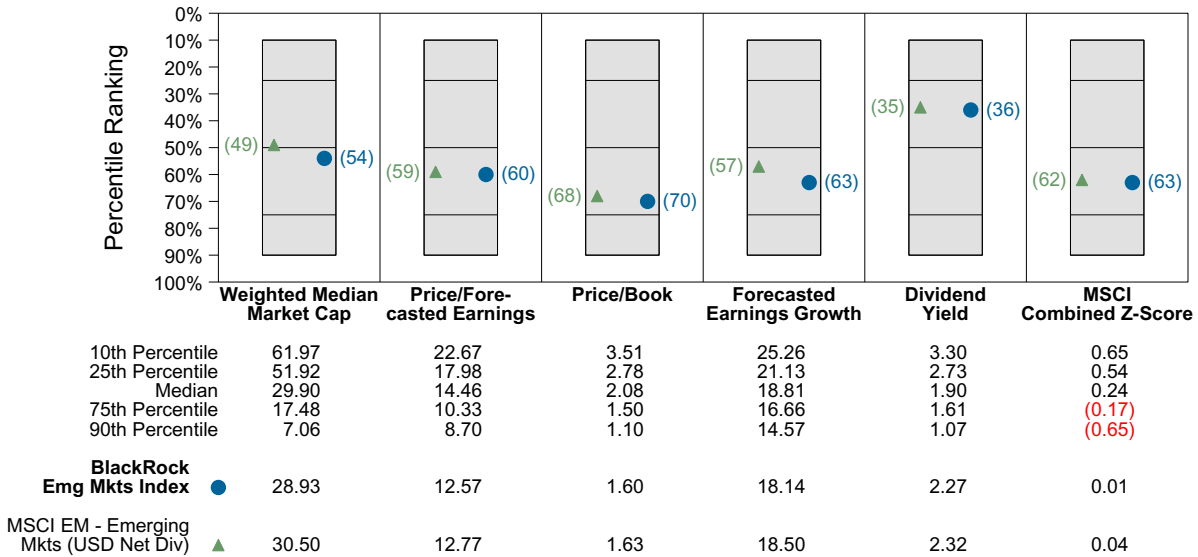 Percentile Ranking
0%
10%
20%
30%
40%
50%
60%
70%
80%
90%
100%
(49) (54)
(59) (60)
(68) (70)
(57) (63)
(35) (36)
(62) (63)
Weighted Median
Market Cap
Price/Fore-
casted Earnings
Price/Book
Forecasted
Earnings Growth
Dividend
Yield
MSCI
Combined Z-Score
10th Percentile 61.97 22.67 3.51 25.26 3.30 0.65
25th Percentile 51.92 17.98 2.78 21.13 2.73 0.54
Median 29.90 14.46 2.08 18.81 1.90 0.24
75th Percentile 17.48 10.33 1.50 16.66 1.61 (0.17)
90th Percentile 7.06 8.70 1.10 14.57 1.07 (0.65)
BlackRock
Emg Mkts Index 28.93 12.57 1.60 18.14 2.27 0.01
MSCI EM - Emerging
Mkts (USD Net Div) 30.50 12.77 1.63 18.50 2.32 0.04